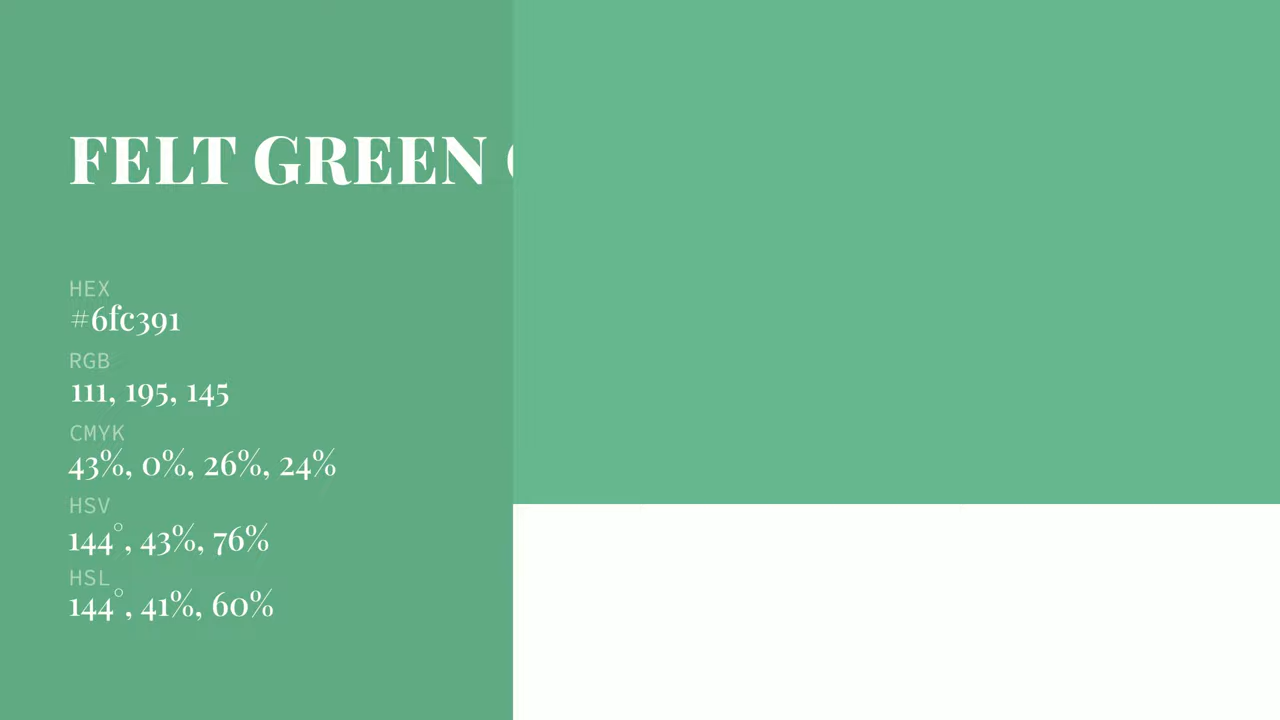 FELT GREEN
HEX
#6fc391
RGB
111, 195, 145
CMYK
43%, 0%, 26%, 24%
HSV
144°, 43%, 76%
HSL
144°, 41%, 60%